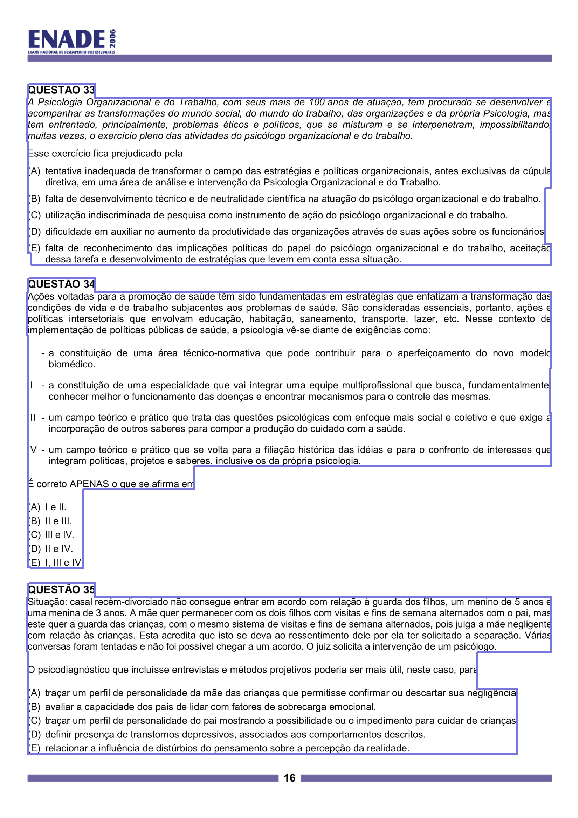 ENADE 2006
EXAME NACIONAL DE DESEMPENHO DOS ESTUDANTES
QUESTÃO 33
A Psicologia Organizacional e do Trabalho, com seus mais de 100 anos de atuação, tem procurado se desenvolver e
acompanhar as transformações do mundo social, do mundo do trabalho, das organizações e da própria Psicologia, mas
tem enfrentado, principalmente, problemas éticos e políticos, que se misturam e se interpenetram, impossibilitando,
muitas vezes, o exercício pleno das atividades do psicólogo organizacional e do trabalho.
Esse exercício fica prejudicado pela
(A) tentativa inadequada de transformar o campo das estratégias e políticas organizacionais, antes exclusivas da cúpula
diretiva, em uma área de análise e intervenção da Psicologia Organizacional e do Trabalho.
(B) falta de desenvolvimento técnico e de neutralidade científica na atuação do psicólogo organizacional e do trabalho.
(C) utilização indiscriminada de pesquisa como instrumento de ação do psicólogo organizacional e do trabalho.
(D) dificuldade em auxiliar no aumento da produtividade das organizações através de suas ações sobre os funcionários
(E) falta de reconhecimento das implicações políticas do papel do psicólogo organizacional e do trabalho, aceitação
dessa tarefa e desenvolvimento de estratégias que levem em conta essa situação.
QUESTÃO 34
Ações voltadas para a promoção de saúde têm sido fundamentadas em estratégias que enfatizam a transformação das
condições de vida e de trabalho subjacentes aos problemas de saúde. São consideradas essenciais, portanto, ações e
políticas intersetoriais que envolvam educação, habitação, saneamento, transporte, lazer, etc. Nesse contexto de
implementação de políticas públicas de saúde, a psicologia vê-se diante de exigências como:
- a constituição de uma área técnico-normativa que pode contribuir para o aperfeiçoamento do novo modelo
biomédico.
I - a constituição de uma especialidade que vai integrar uma equipe multiprofissional que busca, fundamentalmente,
conhecer melhor o funcionamento das doenças e encontrar mecanismos para o controle das mesmas.
II - um campo teórico e prático que trata das questões psicológicas com enfoque mais social e coletivo e que exige a
incorporação de outros saberes para compor a produção do cuidado com a saúde.
V - um campo teórico e prático que se volta para a filiação histórica das idéias e para o confronto de interesses que
integram políticas, projetos e saberes, inclusive os da própria psicologia.
É correto APENAS o que se afirma em
(A) I e II.
(B) II e III.
(C) III e IV.
(D) II e IV.
(E) I, III e IV
QUESTÃO 35
Situação: casal recém-divorciado não consegue entrar em acordo com relação à guarda dos filhos, um menino de 5 anos e
uma menina de 3 anos. A mãe quer permanecer com os dois filhos com visitas e fins de semana alternados com o pai, mas
este quer a guarda das crianças, com o mesmo sistema de visitas e fins de semana alternados, pois julga a mãe negligente
com relação às crianças. Esta acredita que isto se deva ao ressentimento dele por ela ter solicitado a separação. Várias
conversas foram tentadas e não foi possível chegar a um acordo. O juiz solicita a intervenção de um psicólogo.
O psicodiagnóstico que incluisse entrevistas e métodos projetivos poderia ser mais útil, neste caso, para
(A) traçar um perfil de personalidade da mãe das crianças que permitisse confirmar ou descartar sua negligência
(B) avaliar a capacidade dos pais de lidar com fatores de sobrecarga emocional.
(C) traçar um perfil de personalidade do pai mostrando a possibilidade ou o impedimento para cuidar de crianças
(D) definir presença de transtornos depressivos, associados aos comportamentos descritos.
(E) relacionar a influência de distúrbios do pensamento sobre a percepção da realidade.
16